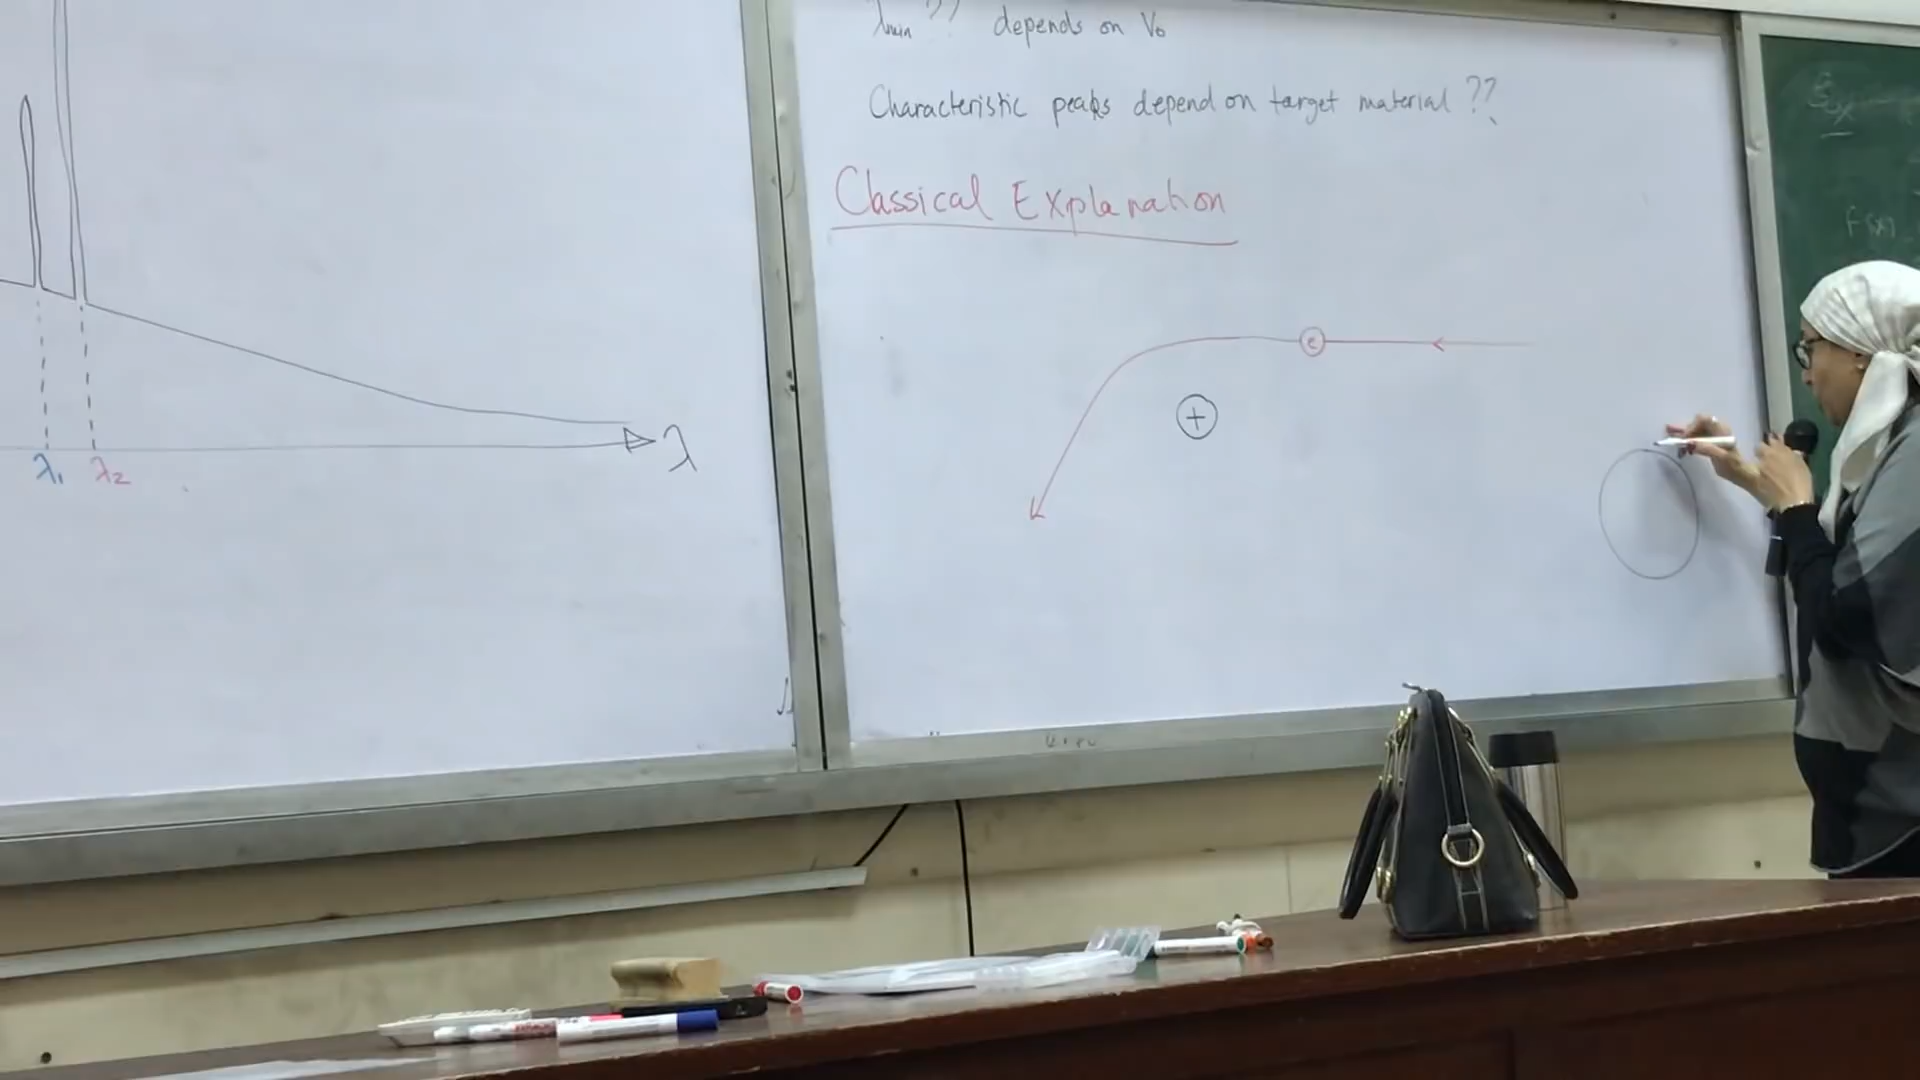 λmin ?? depends on V₀
Characteristic peaks depend on target material ??
Classical Explanation
e
+
λ
λ₁ λ₂